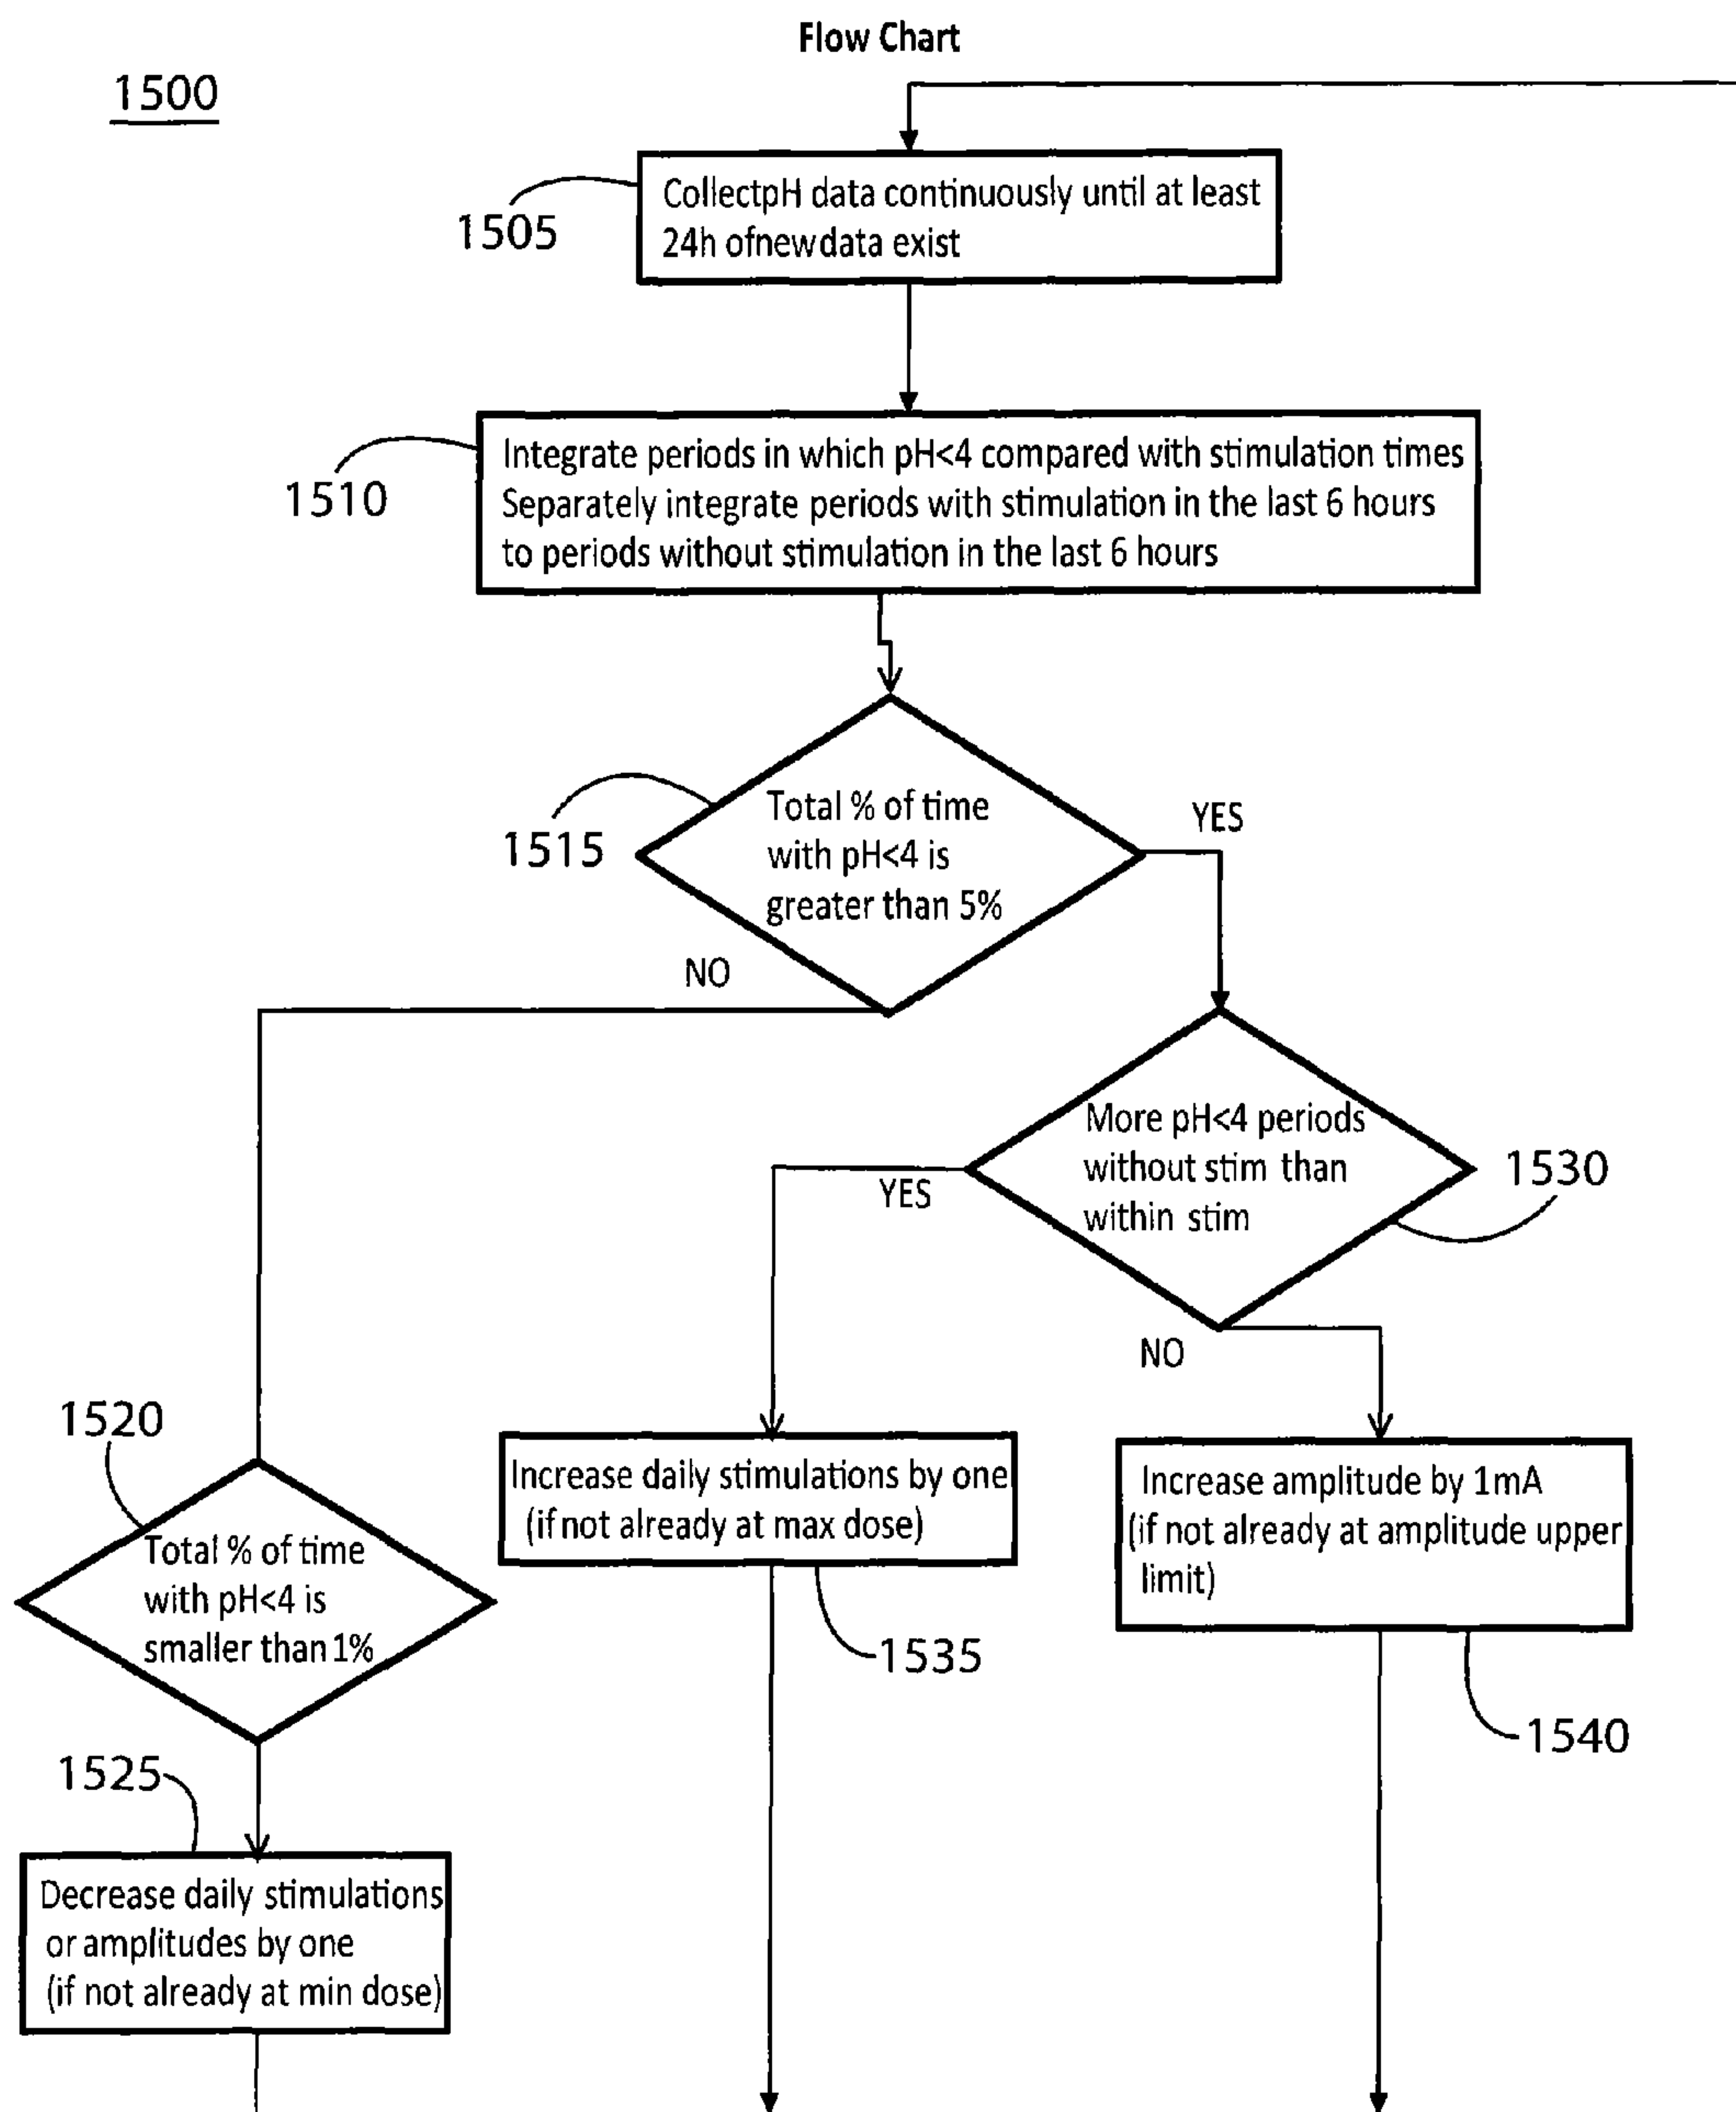 Flow Chart
1500
CollectpH data continuously until at least
24h ofnewdata exist
1505
Integrate periods in which pH<4 compared with stimulation times
Separately integrate periods with stimulation in the last 6 hours
to periods without stimulation in the last 6 hours
1510
Total % of time
with pH<4 is
greater than 5%
1515
YES
NO
More pH<4 periods
without stim than
within stim
1530
YES
NO
1520
Total % of time
with pH<4 is
smaller than 1%
Increase daily stimulations by one
(if not already at max dose)
1535
Increase amplitude by 1mA
(if not already at amplitude upper
limit)
1540
1525
Decrease daily stimulations
or amplitudes by one
(if not already at min dose)